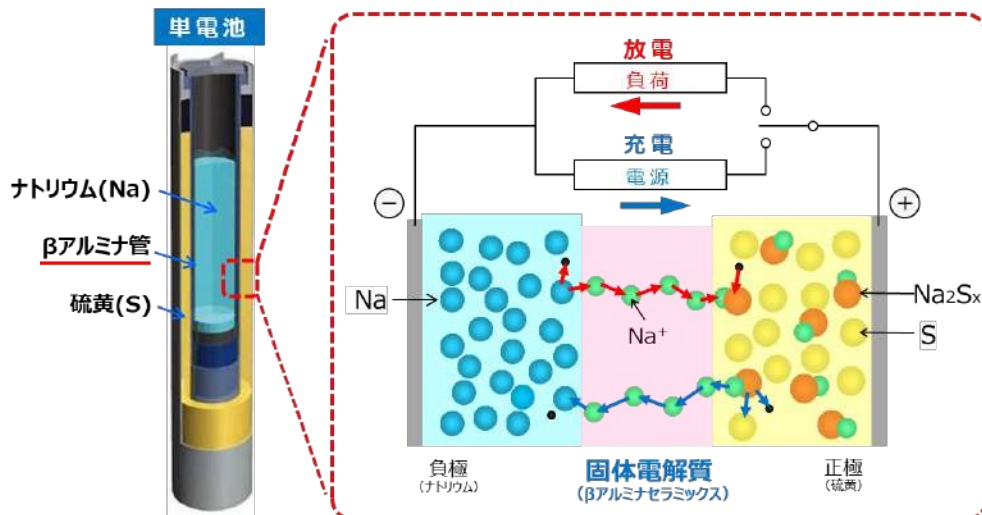 単電池
ナトリウム(Na)
βアルミナ管
硫黄(S)
放電
負荷
充電
電源
−
+
Na
Na⁺
Na₂Sₓ
S
負極
(ナトリウム)
固体電解質
(βアルミナセラミックス)
正極
(硫黄)